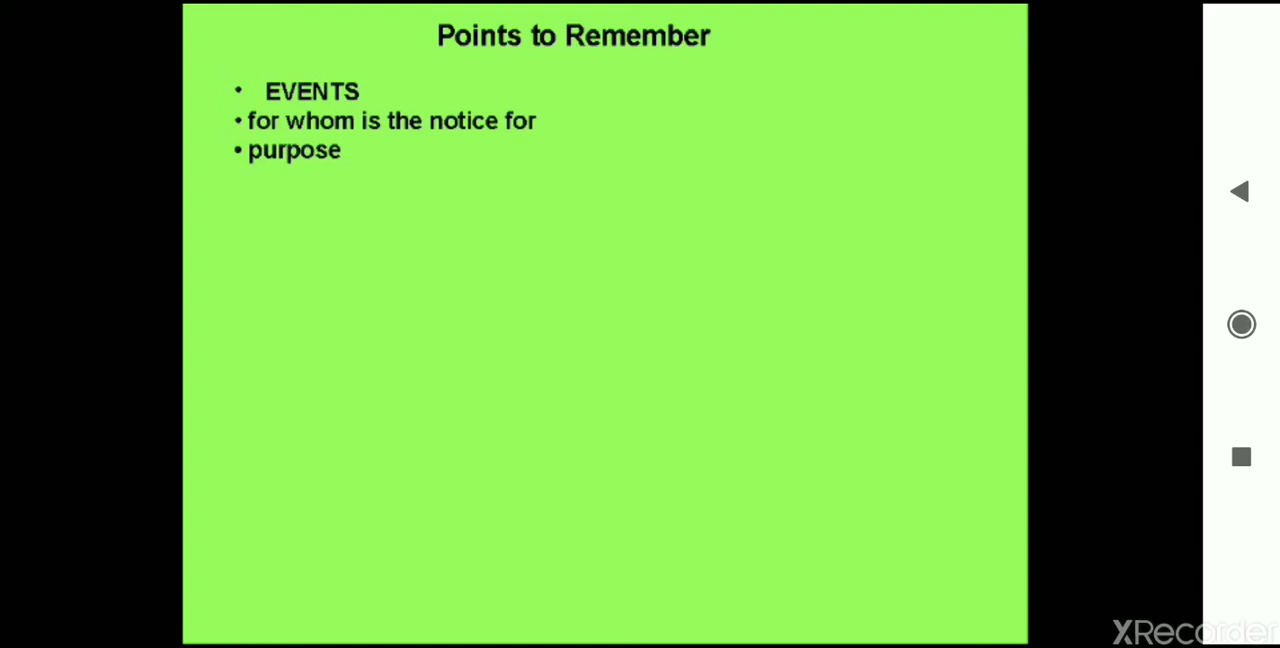 Points to Remember
• EVENTS
• for whom is the notice for
• purpose
XRecorder